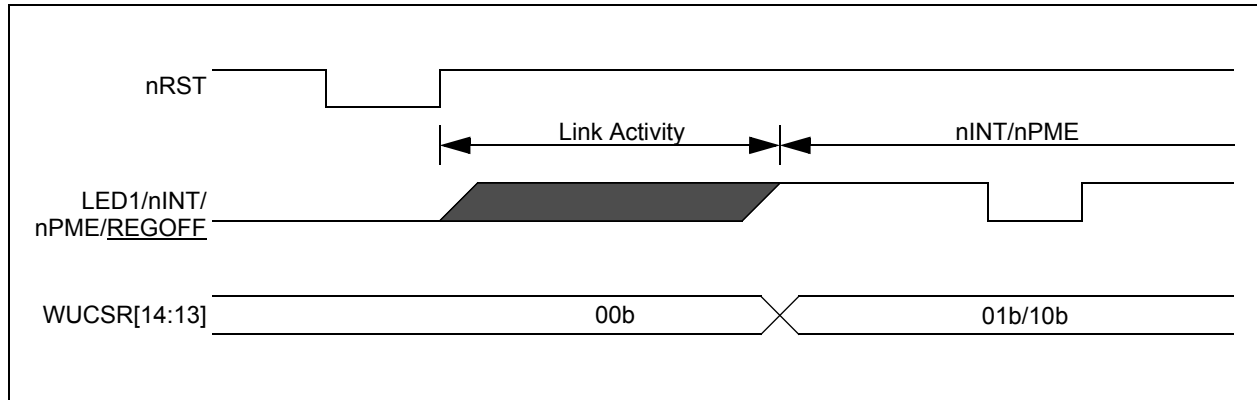 nRST
Link Activity
nINT/nPME
LED1/nINT/
nPME/REGOFF
WUCSR[14:13]
00b
01b/10b